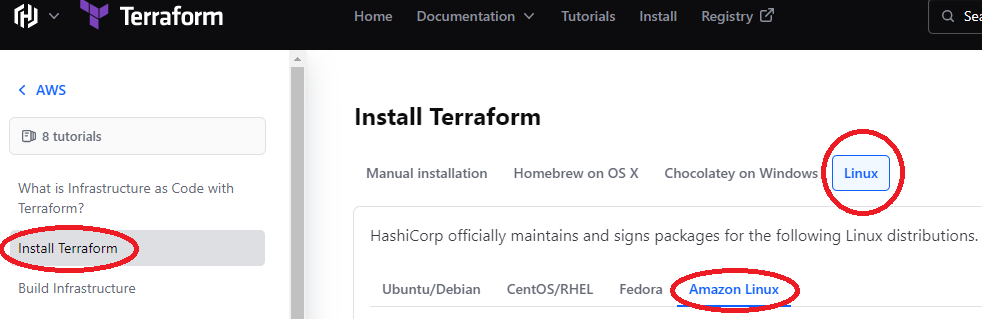 Terraform
Home Documentation Tutorials Install Registry
AWS
8 tutorials
What is Infrastructure as Code with
Terraform?
Install Terraform
Build Infrastructure
Install Terraform
Manual installation Homebrew on OS X Chocolatey on Windows Linux
HashiCorp officially maintains and signs packages for the following Linux distributions.
Ubuntu/Debian CentOS/RHEL Fedora Amazon Linux